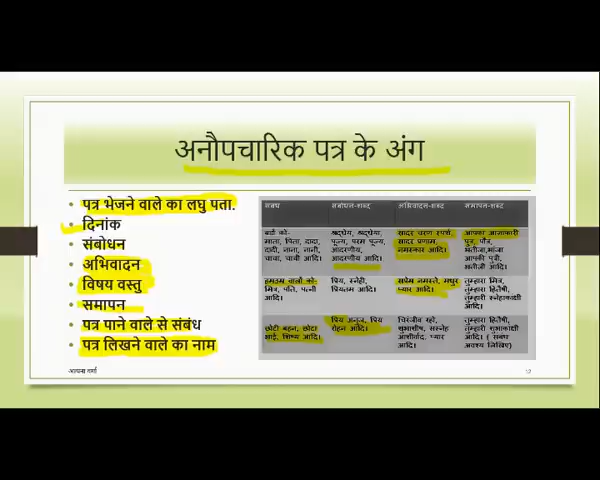 अनौपचारिक पत्र के अंग
पत्र भेजने वाले का लघु पता.
दिनांक
संबोधन
अभिवादन
विषय वस्तु
समापन
पत्र पाने वाले से संबंध
पत्र लिखने वाले का नाम
संबंध संबोधन-शब्द अभिवादन-शब्द समापन-शब्द
बड़ों को- श्रद्धेय, श्रद्धेया, सादर चरण स्पर्श, आपका आज्ञाकारी
माता, पिता, दादा, पूज्य, परम पूज्य, सादर प्रणाम, पुत्र, पौत्र,
दादी, नाना, नानी, आदरणीय, नमस्कार आदि। भतीजा,भांजा
चाचा, चाची आदि। आदरणीय आदि। आपकी पुत्री,
भतीजी आदि।
हमउम्र वालों को- प्रिय, स्नेही, सप्रेम नमस्ते, मधुर तुम्हारा मित्र,
मित्र, पति, पत्नी प्रियतम आदि। प्यार आदि। तुम्हारा हितैषी,
आदि। तुम्हारी स्नेहाकांक्षी
आदि।
प्रिय अनुज, प्रिय चिरंजीव रहो, तुम्हारा हितैषी,
छोटी बहन, छोटा रोहन आदि। शुभाशीष, सस्नेह तुम्हारी शुभाकांक्षी
भाई, शिष्य आदि। आशीर्वाद, प्यार आदि। ( संबंध
आदि। अवश्य लिखिए)